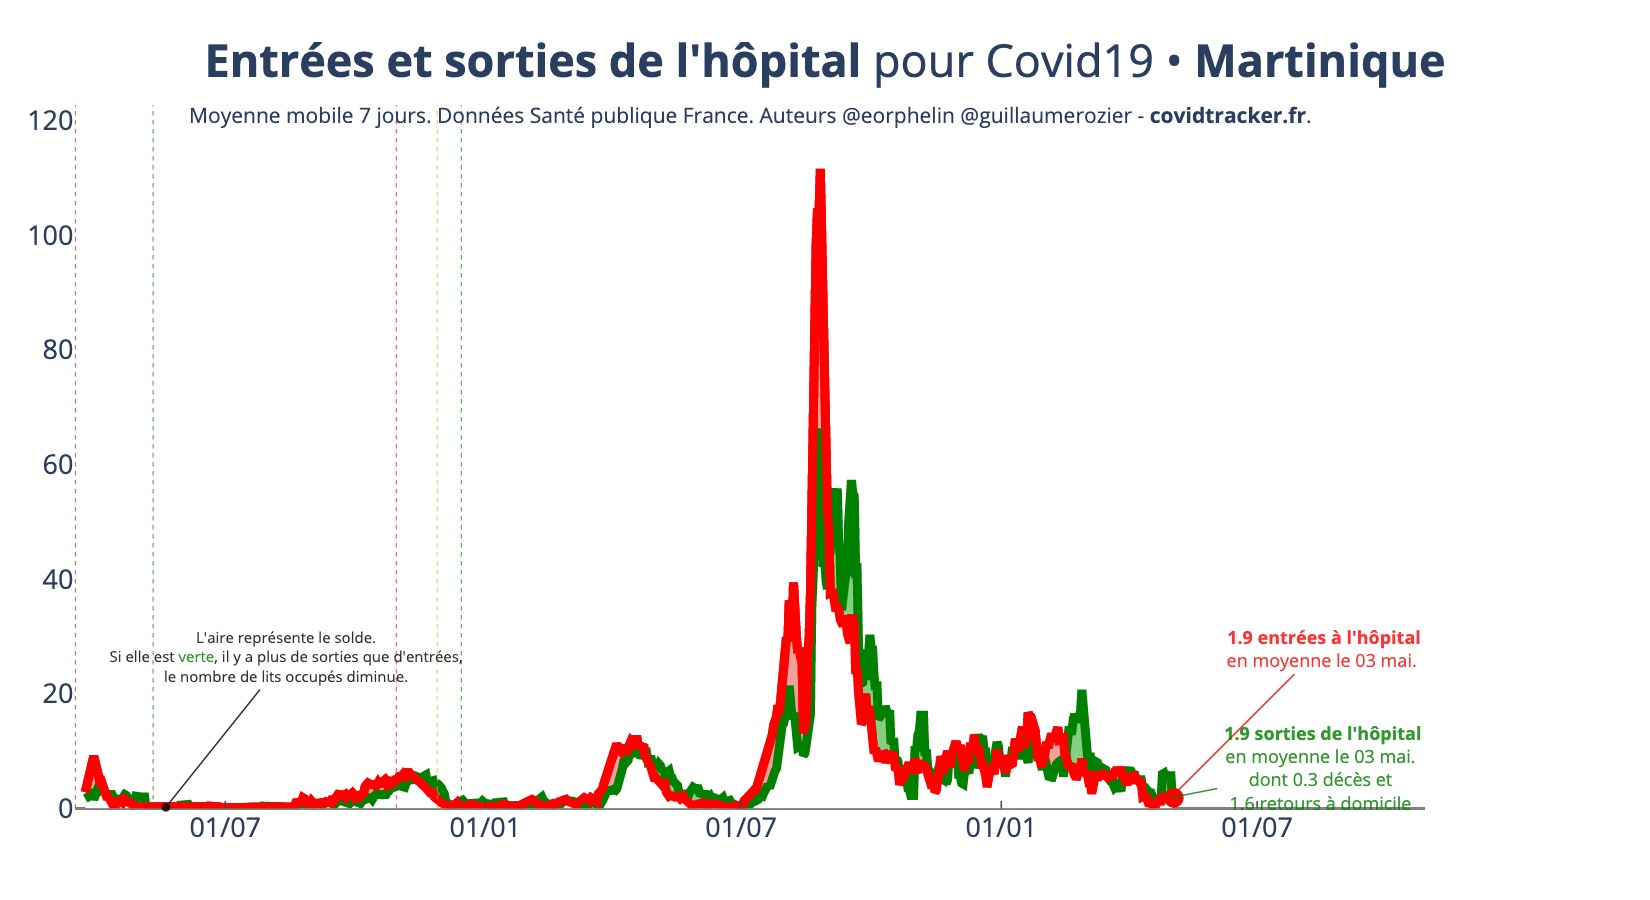 Entrées et sorties de l'hôpital pour Covid19 • Martinique
Moyenne mobile 7 jours. Données Santé publique France. Auteurs @eorphelin @guillaumerozier - covidtracker.fr.
120
100
80
60
40
20
0
L'aire représente le solde.
Si elle est verte, il y a plus de sorties que d'entrées,
le nombre de lits occupés diminue.
1.9 entrées à l'hôpital
en moyenne le 03 mai.
1.9 sorties de l'hôpital
en moyenne le 03 mai.
dont 0.3 décès et
1.6 retours à domicile
01/07
01/01
01/07
01/01
01/07